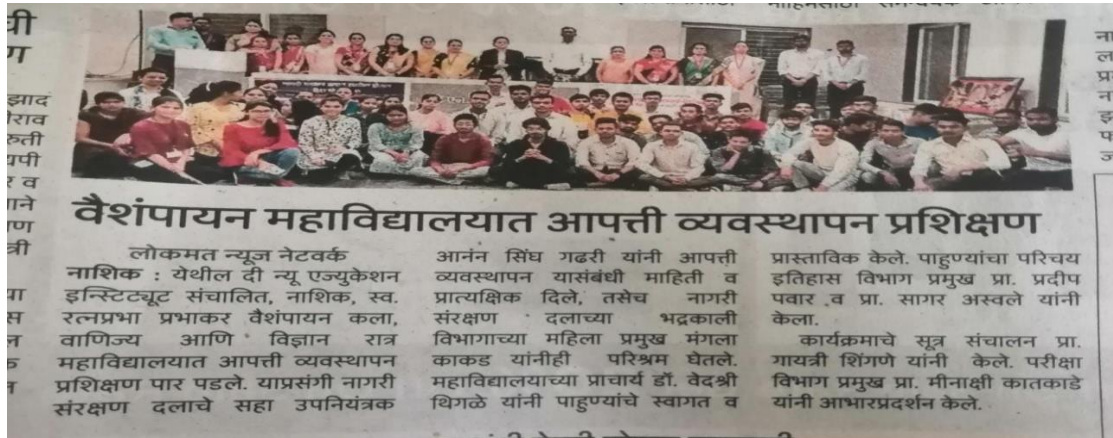 वैशंपायन महाविद्यालयात आपत्ती व्यवस्थापन प्रशिक्षण
लोकमत न्यूज नेटवर्क
नाशिक : येथील दी न्यू एज्युकेशन
इन्स्टिट्यूट संचालित, नाशिक, स्व.
रत्नप्रभा प्रभाकर वैशंपायन कला,
वाणिज्य आणि विज्ञान रात्र
महाविद्यालयात आपत्ती व्यवस्थापन
प्रशिक्षण पार पडले. याप्रसंगी नागरी
संरक्षण दलाचे सहा उपनियंत्रक
आनंन सिंघ गढरी यांनी आपत्ती
व्यवस्थापन यासंबंधी माहिती व
प्रात्यक्षिक दिले, तसेच नागरी
संरक्षण दलाच्या भद्रकाली
विभागाच्या महिला प्रमुख मंगला
काकड यांनीही परिश्रम घेतले.
महाविद्यालयाच्या प्राचार्य डॉ. वेदश्री
थिगळे यांनी पाहुण्यांचे स्वागत व
प्रास्ताविक केले. पाहुण्यांचा परिचय
इतिहास विभाग प्रमुख प्रा. प्रदीप
पवार व प्रा. सागर अस्वले यांनी
केला.
कार्यक्रमाचे सूत्र संचालन प्रा.
गायत्री शिंगणे यांनी केले. परीक्षा
विभाग प्रमुख प्रा. मीनाक्षी कातकाडे
यांनी आभारप्रदर्शन केले.